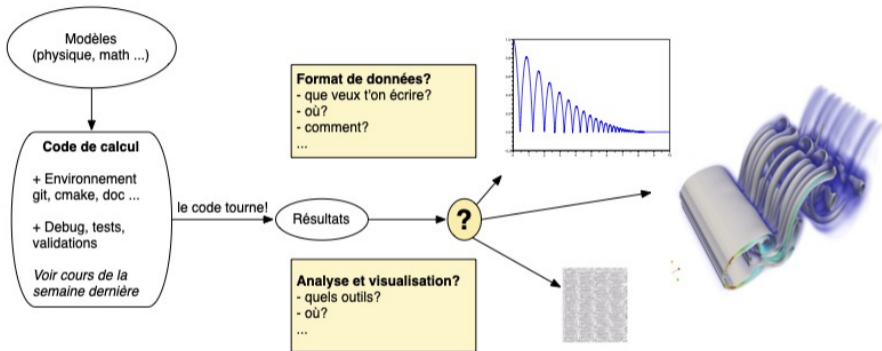 Modèles
(physique, math ...)
Code de calcul
+ Environnement
git, cmake, doc ...
+ Debug, tests,
validations
Voir cours de la
semaine dernière
le code tourne!
Résultats
Format de données?
- que veux t'on écrire?
- où?
- comment?
...
?
Analyse et visualisation?
- quels outils?
- où?
...